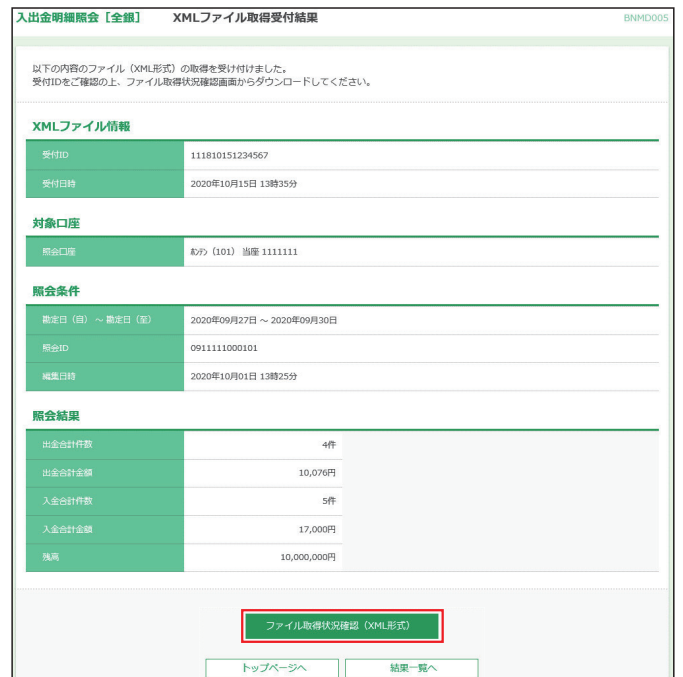 入出金明細照会［全銀］ XMLファイル取得受付結果 BNMD005
以下の内容のファイル（XML形式）の取得を受け付けました。
受付IDをご確認の上、ファイル取得状況確認画面からダウンロードしてください。
XMLファイル情報
受付ID 111810151234567
受付日時 2020年10月15日 13時35分
対象口座
照会口座 ﾎﾝﾃﾝ（101） 当座 1111111
照会条件
勘定日（自）～ 勘定日（至） 2020年09月27日 ～ 2020年09月30日
照会ID 0911111000101
編集日時 2020年10月01日 13時25分
照会結果
出金合計件数 4件
出金合計金額 10,076円
入金合計件数 5件
入金合計金額 17,000円
残高 10,000,000円
ファイル取得状況確認（XML形式）
トップページへ 結果一覧へ